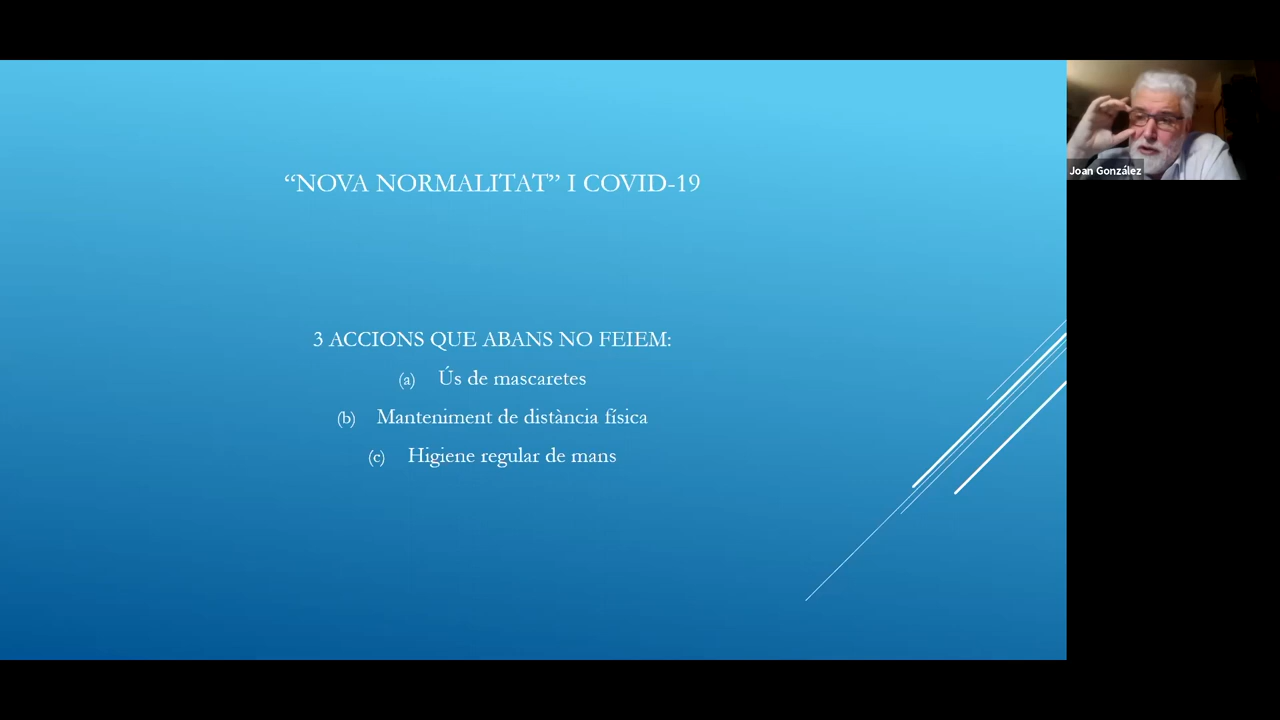 “NOVA NORMALITAT” I COVID-19
3 ACCIONS QUE ABANS NO FEIEM:
(a) Ús de mascaretes
(b) Manteniment de distància física
(c) Higiene regular de mans
Joan González